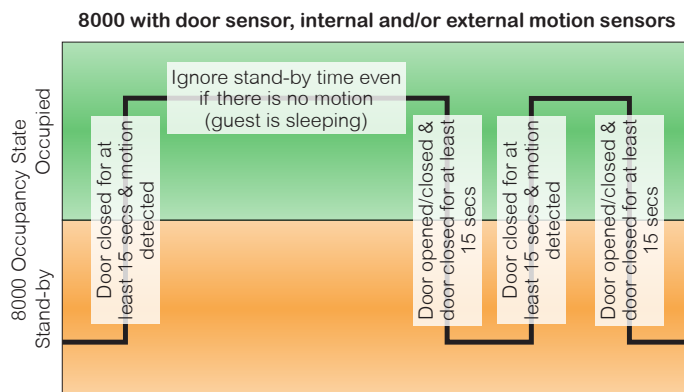 8000 with door sensor, internal and/or external motion sensors
8000 Occupancy State
Occupied
Stand-by
Door closed for at
least 15 secs & motion
detected
Ignore stand-by time even
if there is no motion
(guest is sleeping)
Door opened/closed &
door closed for at least
15 secs
Door closed for at
least 15 secs & motion
detected
Door opened/closed &
door closed for at least
15 secs